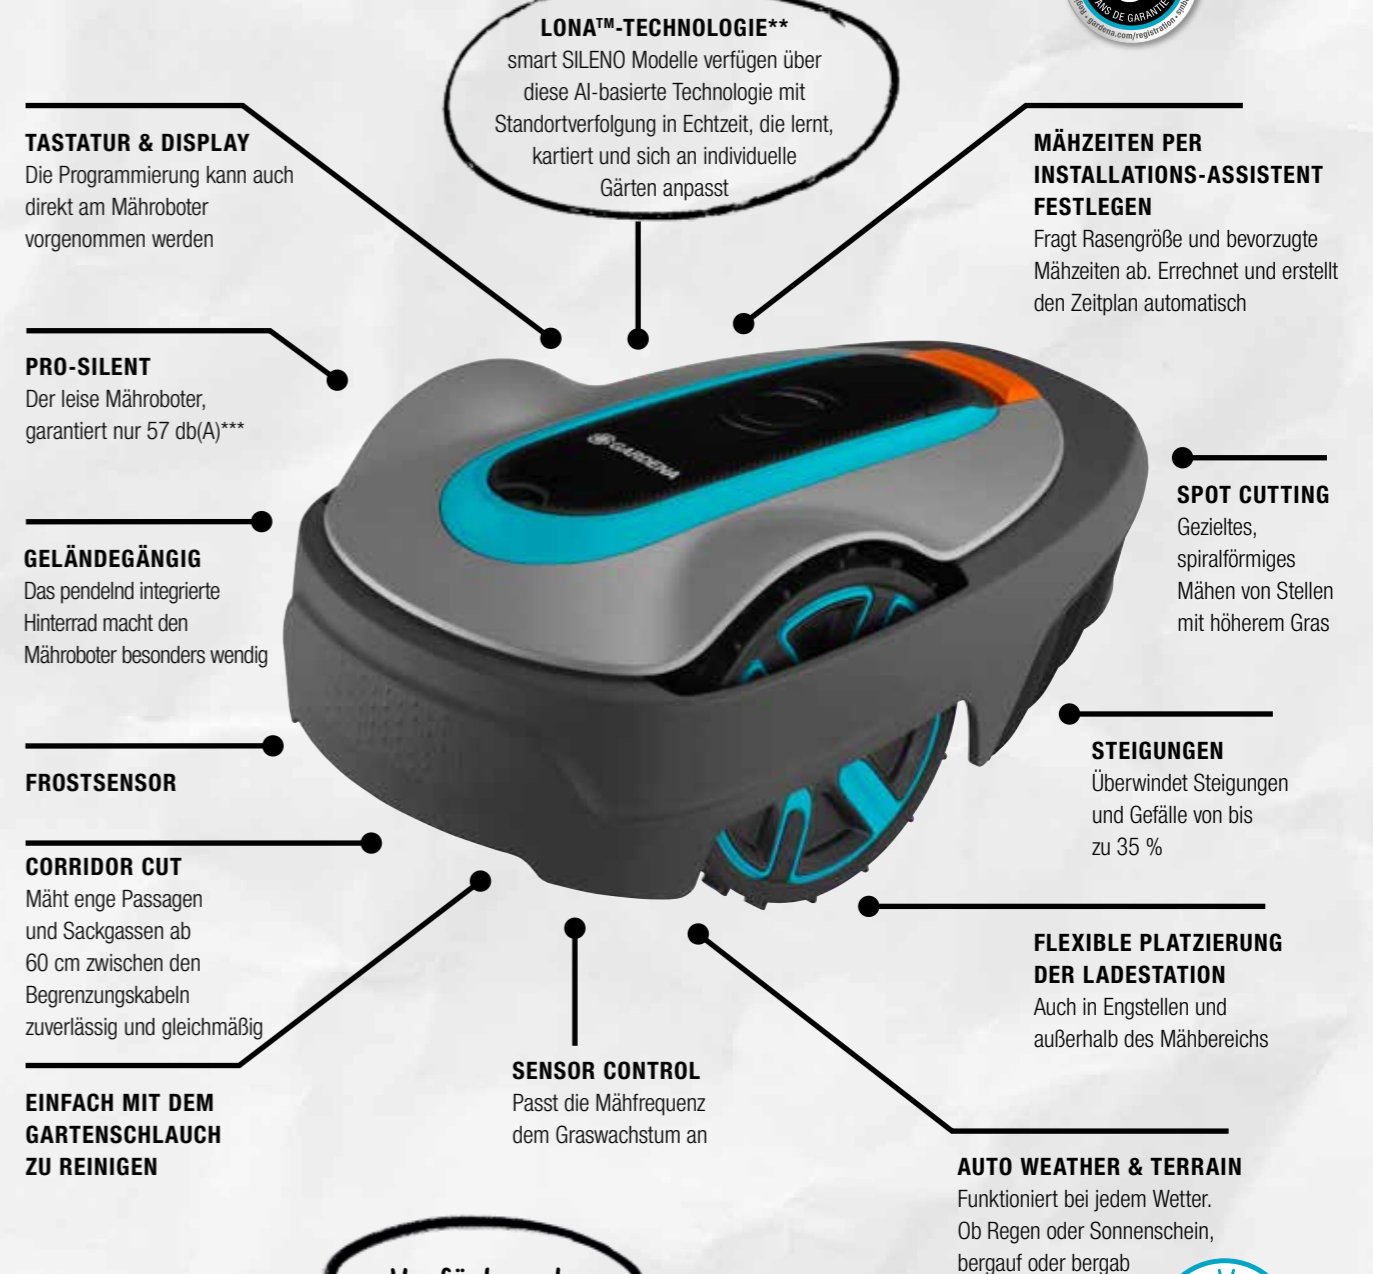 LONA™-TECHNOLOGIE**
smart SILENO Modelle verfügen über
diese AI-basierte Technologie mit
Standortverfolgung in Echtzeit, die lernt,
kartiert und sich an individuelle
Gärten anpasst
ANS DE GARANTIE
gardena.com/registration
TASTATUR & DISPLAY
Die Programmierung kann auch
direkt am Mähroboter
vorgenommen werden
MÄHZEITEN PER
INSTALLATIONS-ASSISTENT
FESTLEGEN
Fragt Rasengröße und bevorzugte
Mähzeiten ab. Errechnet und erstellt
den Zeitplan automatisch
PRO-SILENT
Der leise Mähroboter,
garantiert nur 57 db(A)***
GARDENA
SPOT CUTTING
Gezieltes,
spiralförmiges
Mähen von Stellen
mit höherem Gras
GELÄNDEGÄNGIG
Das pendelnd integrierte
Hinterrad macht den
Mähroboter besonders wendig
STEIGUNGEN
Überwindet Steigungen
und Gefälle von bis
zu 35 %
FROSTSENSOR
CORRIDOR CUT
Mäht enge Passagen
und Sackgassen ab
60 cm zwischen den
Begrenzungskabeln
zuverlässig und gleichmäßig
FLEXIBLE PLATZIERUNG
DER LADESTATION
Auch in Engstellen und
außerhalb des Mähbereichs
EINFACH MIT DEM
GARTENSCHLAUCH
ZU REINIGEN
SENSOR CONTROL
Passt die Mähfrequenz
dem Graswachstum an
AUTO WEATHER & TERRAIN
Funktioniert bei jedem Wetter.
Ob Regen oder Sonnenschein,
bergauf oder bergab